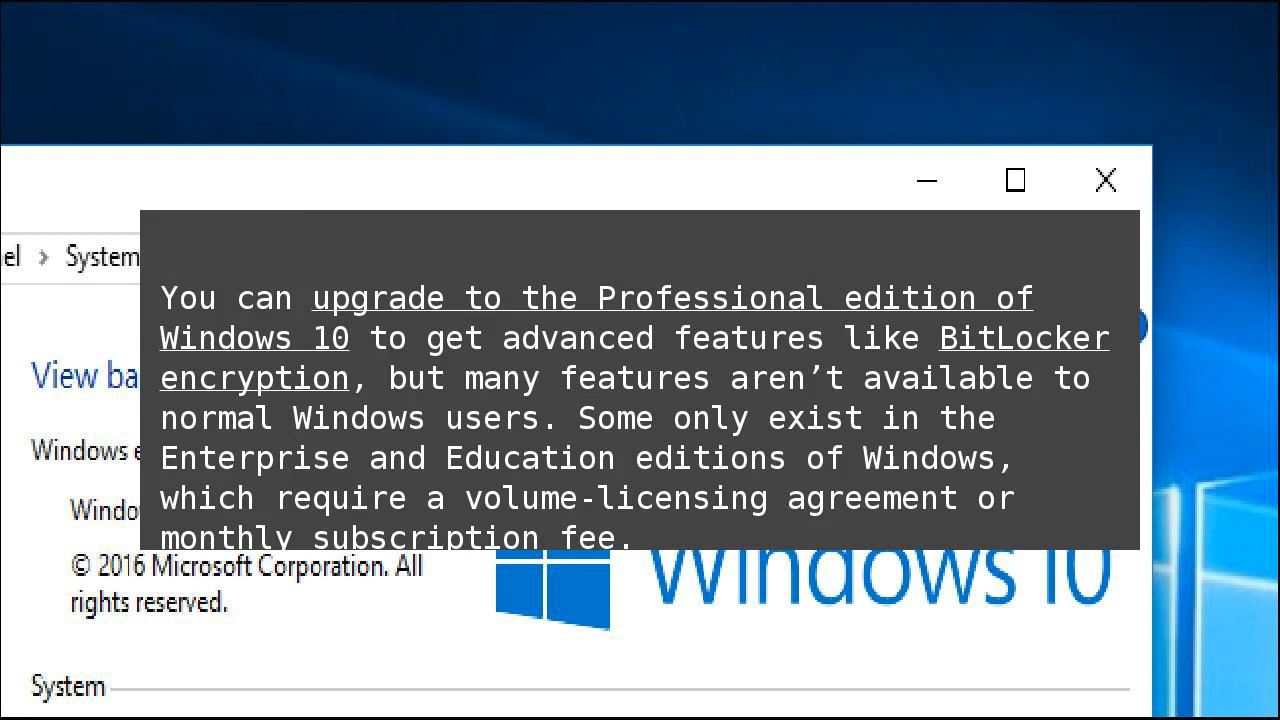 el > System
You can upgrade to the Professional edition of
Windows 10 to get advanced features like BitLocker
encryption, but many features aren’t available to
normal Windows users. Some only exist in the
Enterprise and Education editions of Windows,
which require a volume-licensing agreement or
monthly subscription fee.
View ba
Windows e
Windo
© 2016 Microsoft Corporation. All
rights reserved.
Windows 10
System